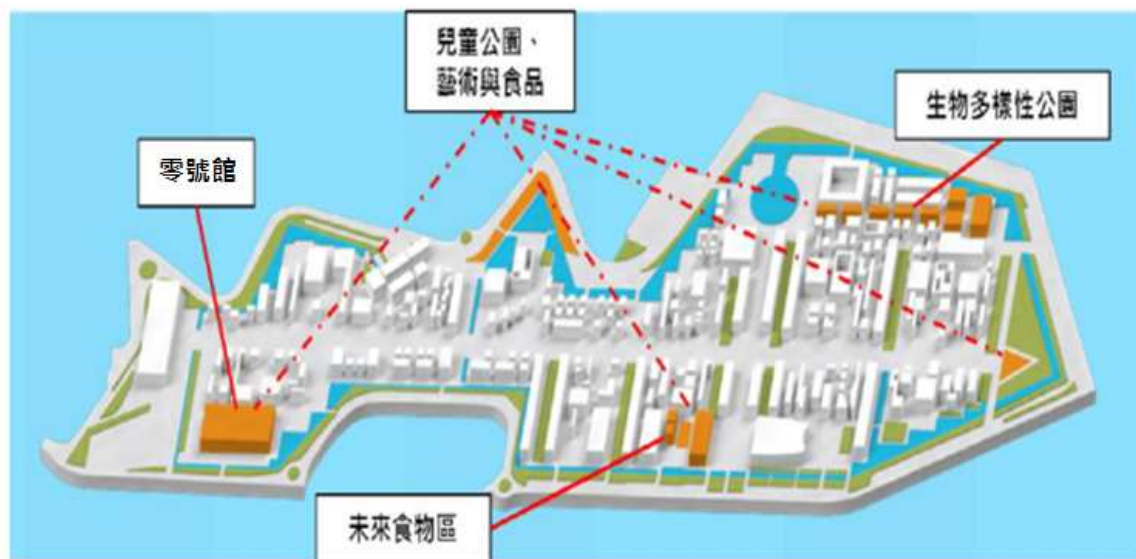 兒童公園、
藝術與食品
生物多樣性公園
零號館
未來食物區